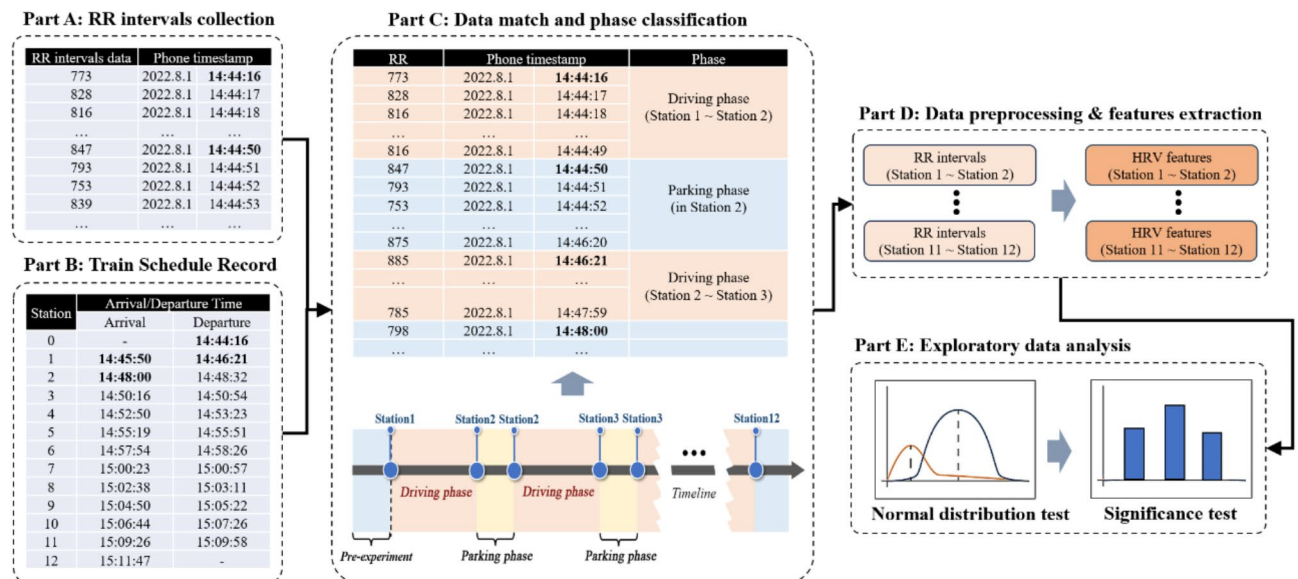 Part A: RR intervals collection
RR intervals data Phone timestamp
773 2022.8.1 14:44:16
828 2022.8.1 14:44:17
816 2022.8.1 14:44:18
... ... ...
847 2022.8.1 14:44:50
793 2022.8.1 14:44:51
753 2022.8.1 14:44:52
839 2022.8.1 14:44:53
... ... ...
Part B: Train Schedule Record
Station Arrival/Departure Time
Arrival Departure
0 - 14:44:16
1 14:45:50 14:46:21
2 14:48:00 14:48:32
3 14:50:16 14:50:54
4 14:52:50 14:53:23
5 14:55:19 14:55:51
6 14:57:54 14:58:26
7 15:00:23 15:00:57
8 15:02:38 15:03:11
9 15:04:50 15:05:22
10 15:06:44 15:07:26
11 15:09:26 15:09:58
12 15:11:47 -
Part C: Data match and phase classification
RR Phone timestamp Phase
773 2022.8.1 14:44:16
828 2022.8.1 14:44:17
816 2022.8.1 14:44:18
... ... ...
816 2022.8.1 14:44:49
Driving phase
(Station 1 ~ Station 2)
847 2022.8.1 14:44:50
793 2022.8.1 14:44:51
753 2022.8.1 14:44:52
... ... ...
875 2022.8.1 14:46:20
Parking phase
(in Station 2)
885 2022.8.1 14:46:21
... ... ...
785 2022.8.1 14:47:59
Driving phase
(Station 2 ~ Station 3)
798 2022.8.1 14:48:00
... ... ...
Station1 Station2 Station2 Station3 Station3 Station12
...
Driving phase Driving phase Timeline
Pre-experiment Parking phase Parking phase
Part D: Data preprocessing & features extraction
RR intervals
(Station 1 ~ Station 2)
HRV features
(Station 1 ~ Station 2)
RR intervals
(Station 11 ~ Station 12)
HRV features
(Station 11 ~ Station 12)
Part E: Exploratory data analysis
Normal distribution test Significance test